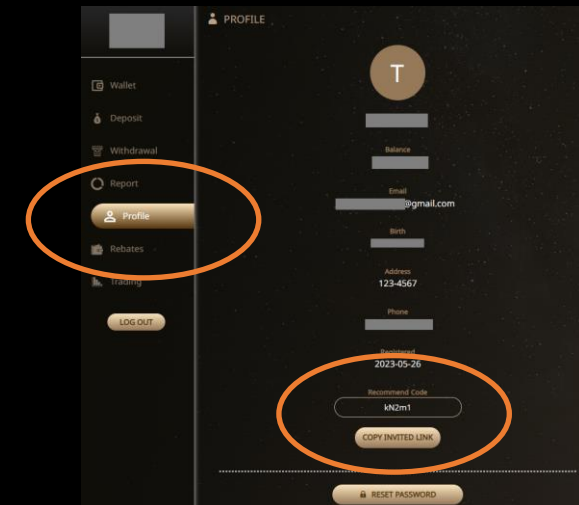 PROFILE
Wallet
Deposit
Withdrawal
Report
Profile
Rebates
Trading
LOG OUT
T
Balance
Email
@gmail.com
Birth
Address
123-4567
Phone
Registered
2023-05-26
Recommend Code
kN2m1
COPY INVITED LINK
RESET PASSWORD